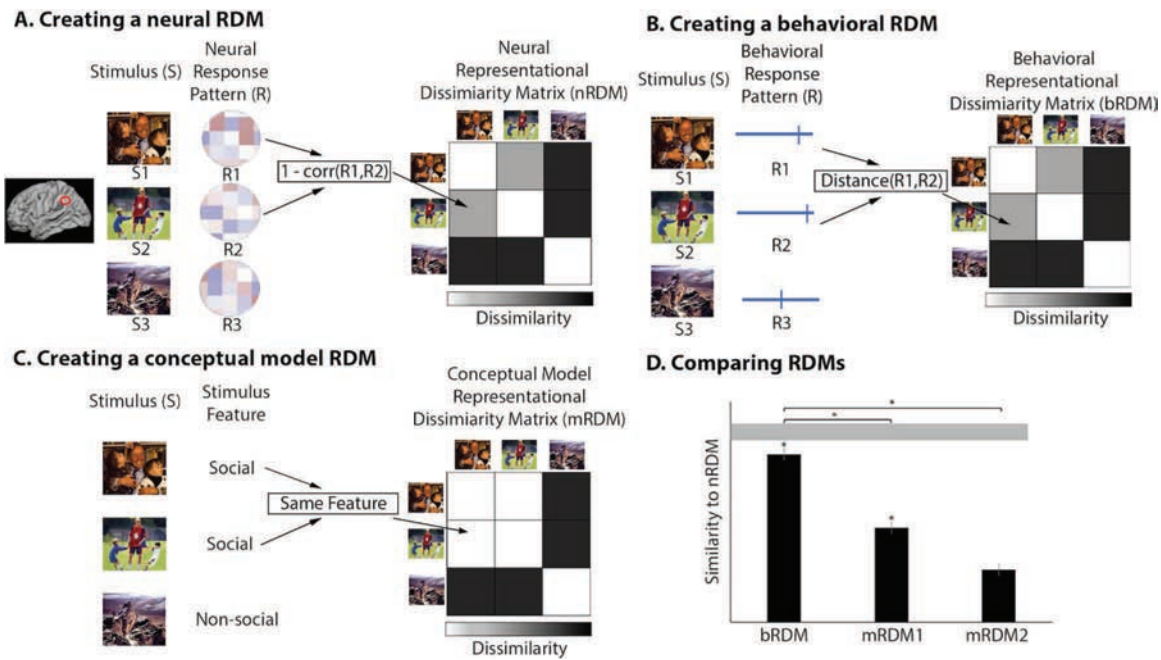 A. Creating a neural RDM
Stimulus (S)
Neural
Response
Pattern (R)
Neural
Representational
Dissimiarity Matrix (nRDM)
S1
R1
1 - corr(R1,R2)
S2
R2
S3
R3
Dissimilarity
B. Creating a behavioral RDM
Stimulus (S)
Behavioral
Response
Pattern (R)
Behavioral
Representational
Dissimiarity Matrix (bRDM)
S1
R1
Distance(R1,R2)
S2
R2
S3
R3
Dissimilarity
C. Creating a conceptual model RDM
Stimulus (S)
Stimulus
Feature
Conceptual Model
Representational
Dissimiarity Matrix (mRDM)
Social
Same Feature
Social
Non-social
Dissimilarity
D. Comparing RDMs
Similarity to nRDM
*
*
*
*
bRDM mRDM1 mRDM2